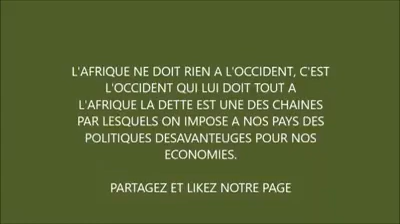 L'AFRIQUE NE DOIT RIEN A L'OCCIDENT, C'EST
L'OCCIDENT QUI LUI DOIT TOUT A
L'AFRIQUE LA DETTE EST UNE DES CHAINES
PAR LESQUELS ON IMPOSE A NOS PAYS DES
POLITIQUES DESAVANTEUGES POUR NOS
ECONOMIES.
PARTAGEZ ET LIKEZ NOTRE PAGE